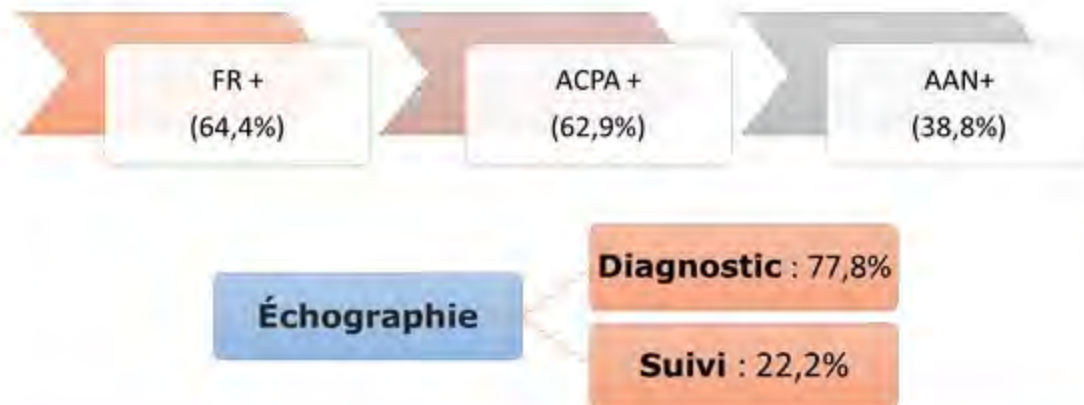 FR +
(64,4%)
ACPA +
(62,9%)
AAN+
(38,8%)
Échographie
Diagnostic : 77,8%
Suivi : 22,2%